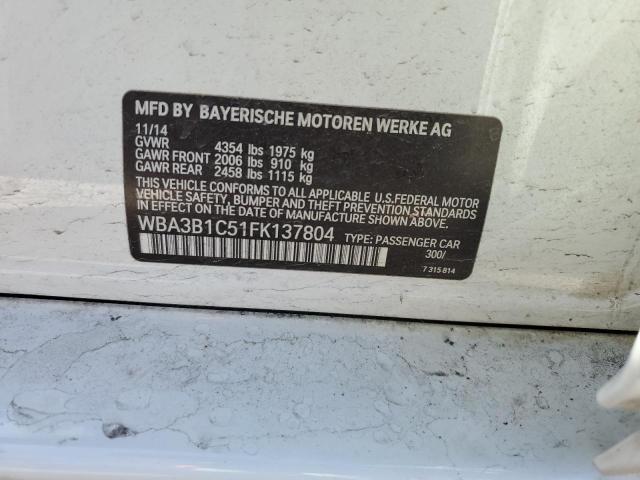 MFD BY BAYERISCHE MOTOREN WERKE AG
11/14
GVWR 4354 lbs 1975 kg
GAWR FRONT 2006 lbs 910 kg
GAWR REAR 2458 lbs 1115 kg
THIS VEHICLE CONFORMS TO ALL APPLICABLE U.S.FEDERAL MOTOR
VEHICLE SAFETY, BUMPER AND THEFT PREVENTION STANDARDS
IN EFFECT ON THE DATE OF MANUFACTURE SHOWN ABOVE.
WBA3B1C51FK137804 TYPE: PASSENGER CAR
300/
7 315 814